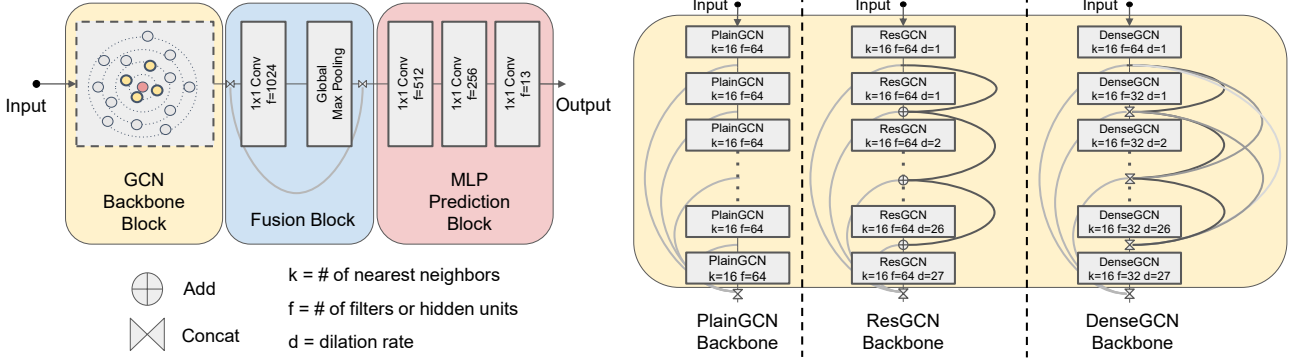 Input
GCN
Backbone
Block
1x1 Conv
f=1024
Global
Max Pooling
Fusion Block
1x1 Conv
f=512
1x1 Conv
f=256
1x1 Conv
f=13
MLP
Prediction
Block
Output
Add
Concat
k = # of nearest neighbors
f = # of filters or hidden units
d = dilation rate
Input
PlainGCN
k=16 f=64
PlainGCN
k=16 f=64
PlainGCN
k=16 f=64
PlainGCN
k=16 f=64
PlainGCN
k=16 f=64
PlainGCN
Backbone
Input
ResGCN
k=16 f=64 d=1
ResGCN
k=16 f=64 d=1
ResGCN
k=16 f=64 d=2
ResGCN
k=16 f=64 d=26
ResGCN
k=16 f=64 d=27
ResGCN
Backbone
Input
DenseGCN
k=16 f=64 d=1
DenseGCN
k=16 f=32 d=1
DenseGCN
k=16 f=32 d=2
DenseGCN
k=16 f=32 d=26
DenseGCN
k=16 f=32 d=27
DenseGCN
Backbone